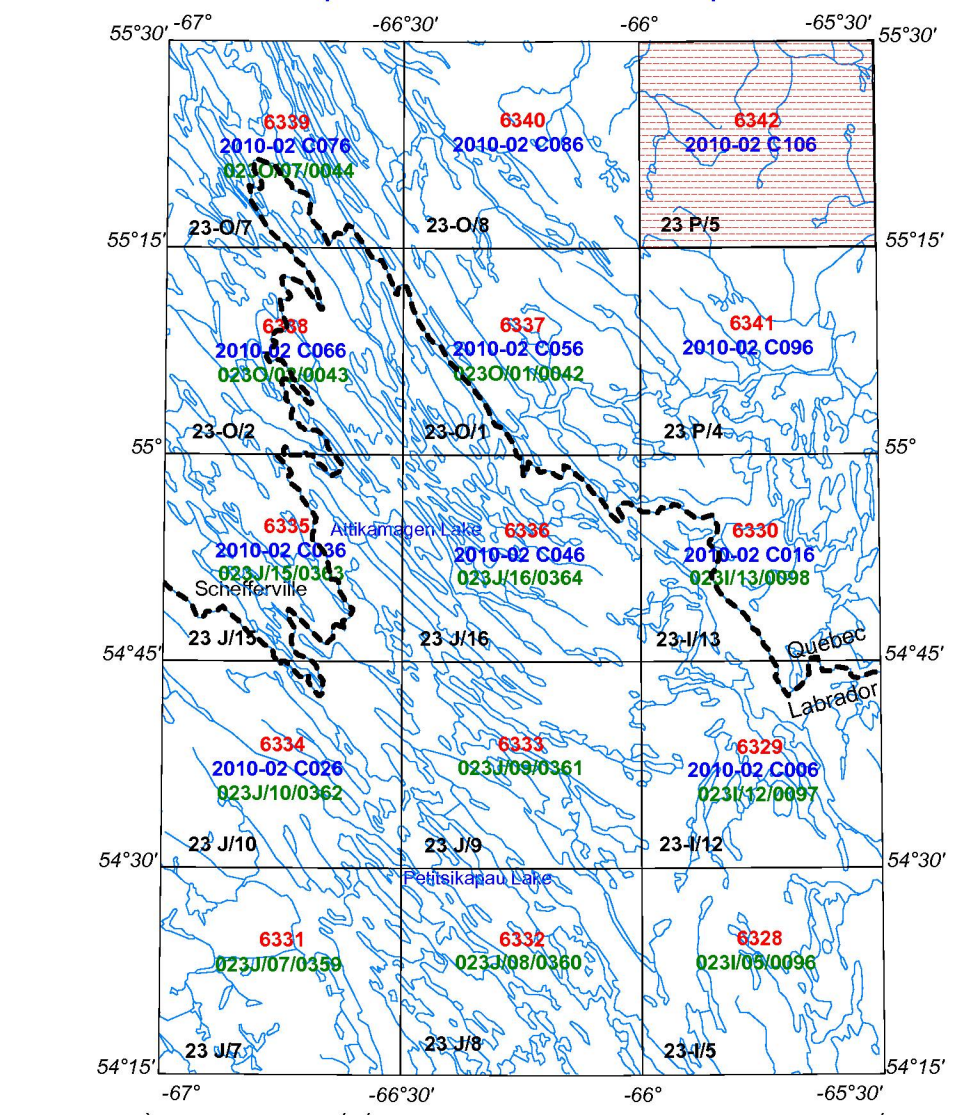 -67° -66°30' -66° -65°30'
55°30' 55°30'
6339
2010-02 C076
023O/07/0044
23-O/7
6340
2010-02 C086
23-O/8
6342
2010-02 C106
23 P/5
55°15' 55°15'
6338
2010-02 C066
023O/02/0043
23-O/2
6337
2010-02 C056
023O/01/0042
23-O/1
6341
2010-02 C096
23 P/4
55° 55°
6335
2010-02 C036
023J/15/0363
Schefferville
23 J/15
Attikamagen Lake
6336
2010-02 C046
023J/16/0364
23 J/16
6330
2010-02 C016
023I/13/0098
23-I/13
Quebec
Labrador
54°45' 54°45'
6334
2010-02 C026
023J/10/0362
23 J/10
6333
023J/09/0361
23 J/9
6329
2010-02 C006
023I/12/0097
23-I/12
54°30' 54°30'
Petitsikapau Lake
6331
023J/07/0359
23 J/7
6332
023J/08/0360
23 J/8
6328
023I/05/0096
23-I/5
54°15' 54°15'
-67° -66°30' -66° -65°30'